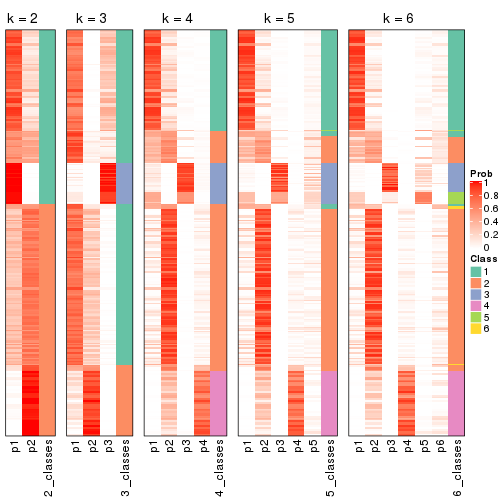 k = 2
k = 3
k = 4
k = 5
k = 6
Prob
1
0.8
0.6
0.4
0.2
0
Class
1
2
3
4
5
6
p1
p2
2_classes
p1
p2
p3
3_classes
p1
p2
p3
p4
4_classes
p1
p2
p3
p4
p5
5_classes
p1
p2
p3
p4
p5
p6
6_classes